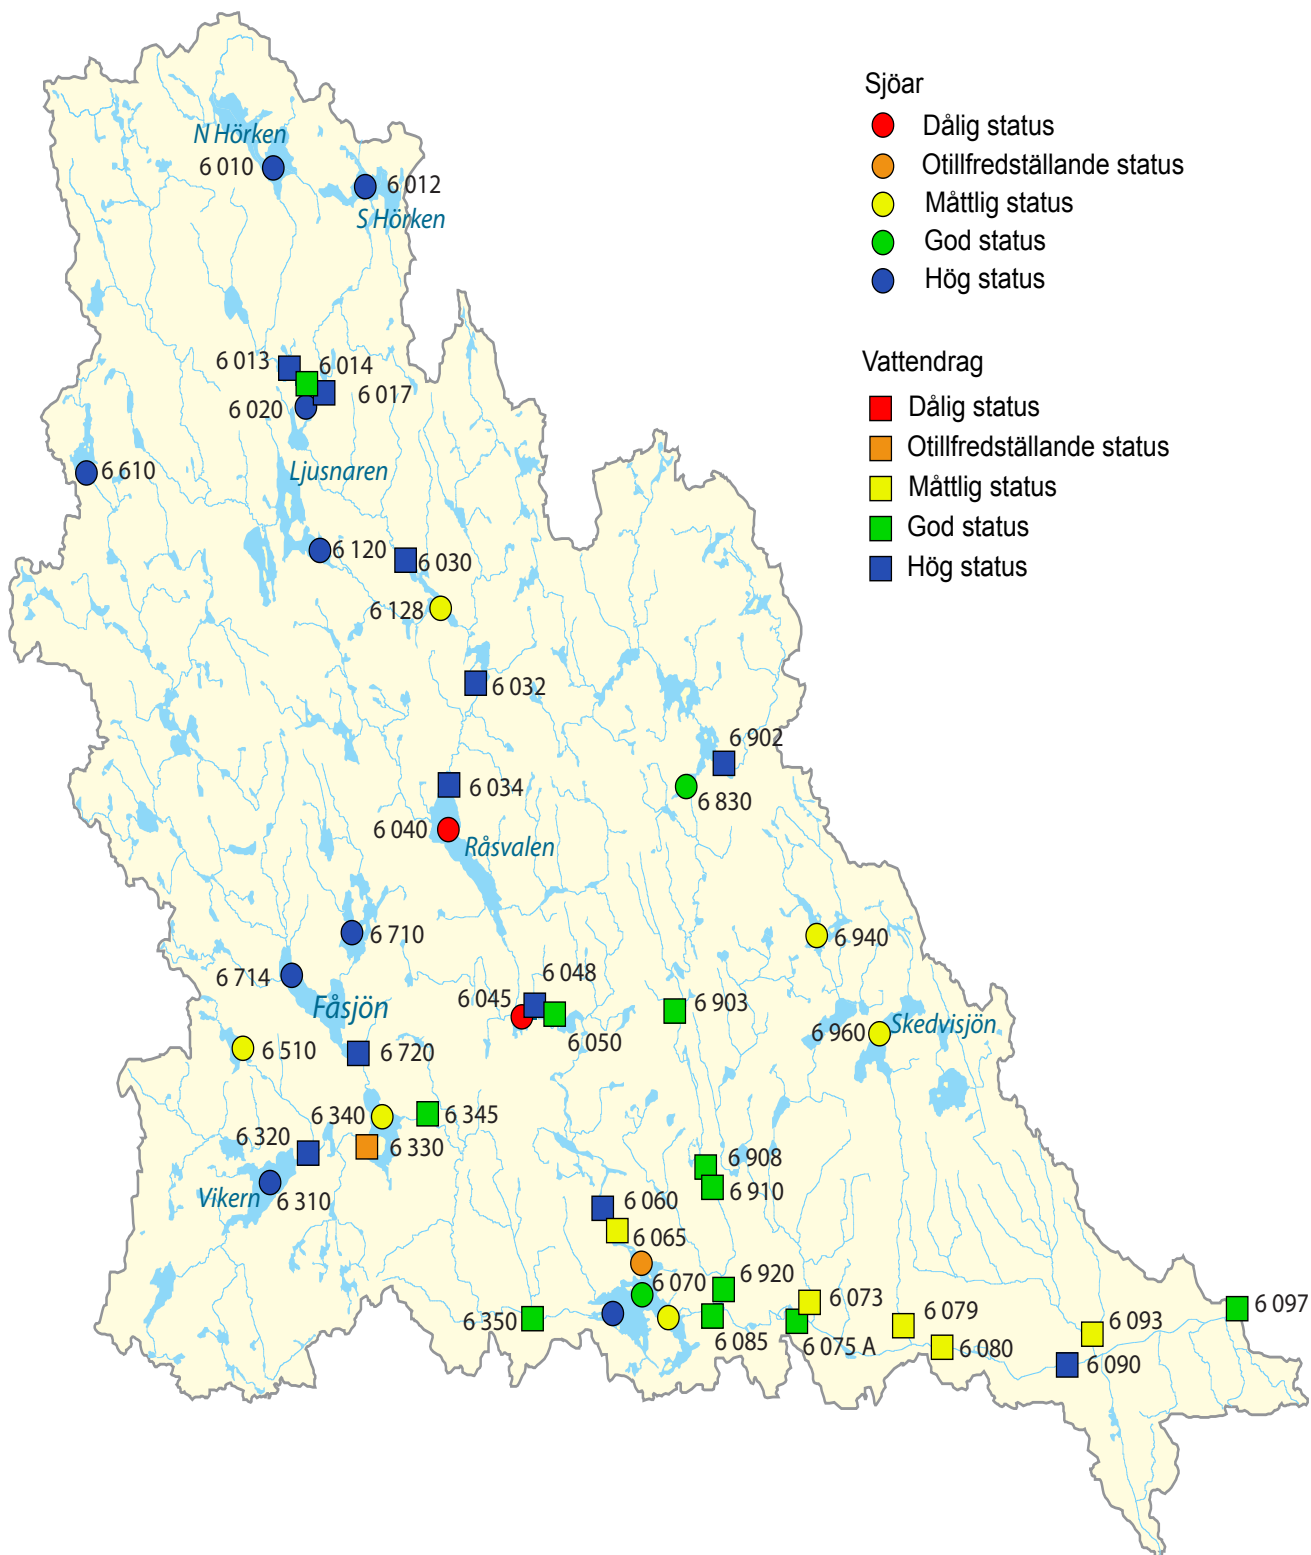 Sjöar
Dålig status
Otillfredställande status
Måttlig status
God status
Hög status
Vattendrag
Dålig status
Otillfredställande status
Måttlig status
God status
Hög status
N Hörken
6 010
6 012
S Hörken
6 013
6 014
6 017
6 020
6 610
Ljusnaren
6 120
6 030
6 128
6 032
6 902
6 034
6 830
6 040
Råsvalen
6 710
6 940
6 714
6 048
6 045
Fåsjön
6 903
Skedvisjön
6 960
6 050
6 510
6 720
6 340
6 345
6 320
6 330
6 908
6 910
Vikern
6 310
6 060
6 065
6 070
6 920
6 073
6 079
6 097
6 350
6 085
6 075 A
6 080
6 093
6 090